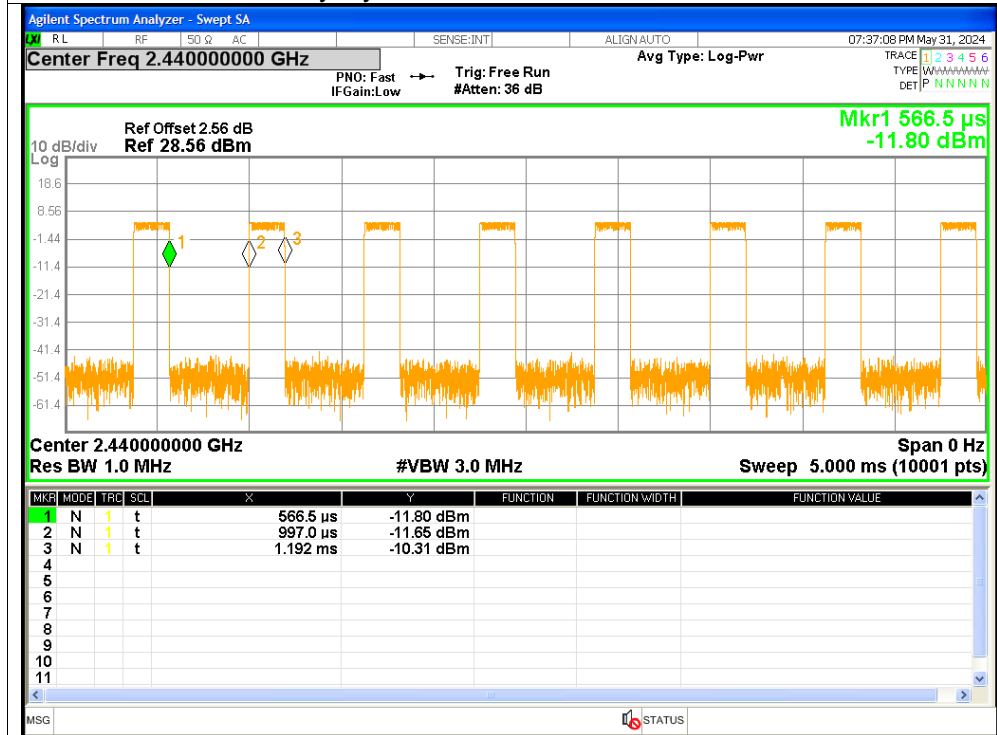 Agilent Spectrum Analyzer - Swept SA
LXI RL RF 50 Ω AC SENSE:INT ALIGN AUTO 07:37:08 PM May 31, 2024
Center Freq 2.440000000 GHz Avg Type: Log-Pwr TRACE 1 2 3 4 5 6
PNO: Fast Trig: Free Run TYPE W
IFGain:Low #Atten: 36 dB DET P N N N N N
Mkr1 566.5 µs
-11.80 dBm
Ref Offset 2.56 dB
10 dB/div Ref 28.56 dBm
Log
18.6
8.56
-1.44
-11.4
-21.4
-31.4
-41.4
-51.4
-61.4
1 2 3
Center 2.440000000 GHz Span 0 Hz
Res BW 1.0 MHz #VBW 3.0 MHz Sweep 5.000 ms (10001 pts)
MKR MODE TRC SCL X Y FUNCTION FUNCTION WIDTH FUNCTION VALUE
1 N 1 t 566.5 µs -11.80 dBm
2 N 1 t 997.0 µs -11.65 dBm
3 N 1 t 1.192 ms -10.31 dBm
4
5
6
7
8
9
10
11
MSG STATUS